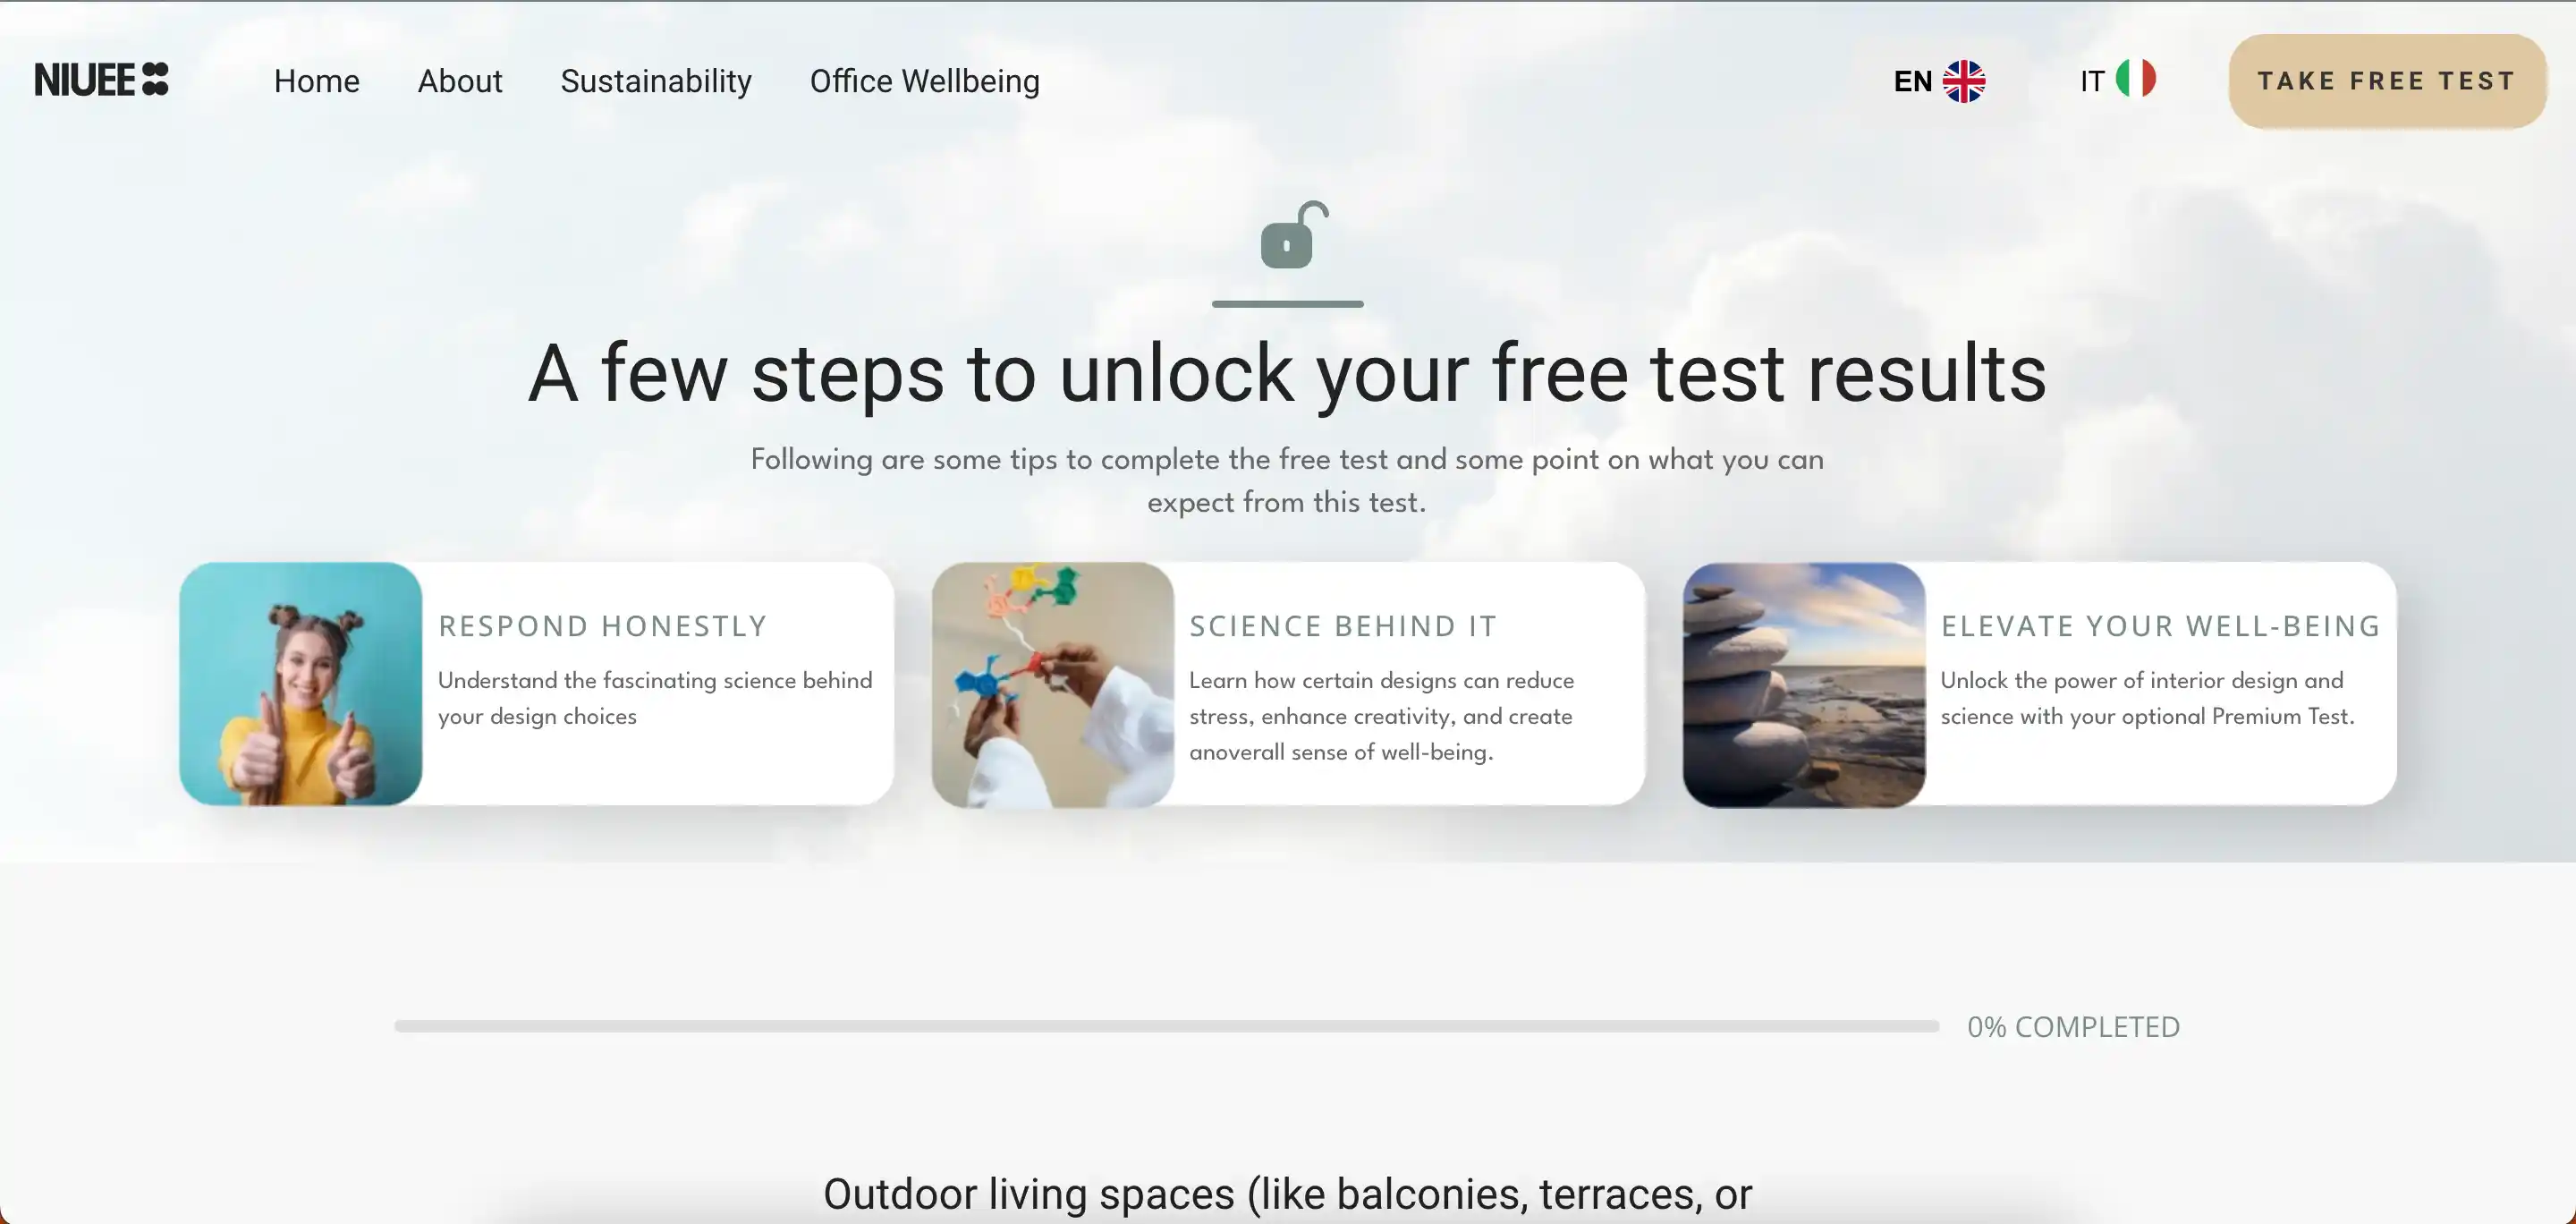 NIUEE
Home
About
Sustainability
Office Wellbeing
EN
IT
TAKE FREE TEST
A few steps to unlock your free test results
Following are some tips to complete the free test and some point on what you can
expect from this test.
RESPOND HONESTLY
Understand the fascinating science behind
your design choices
SCIENCE BEHIND IT
Learn how certain designs can reduce
stress, enhance creativity, and create
anoverall sense of well-being.
ELEVATE YOUR WELL-BEING
Unlock the power of interior design and
science with your optional Premium Test.
0% COMPLETED
Outdoor living spaces (like balconies, terraces, or